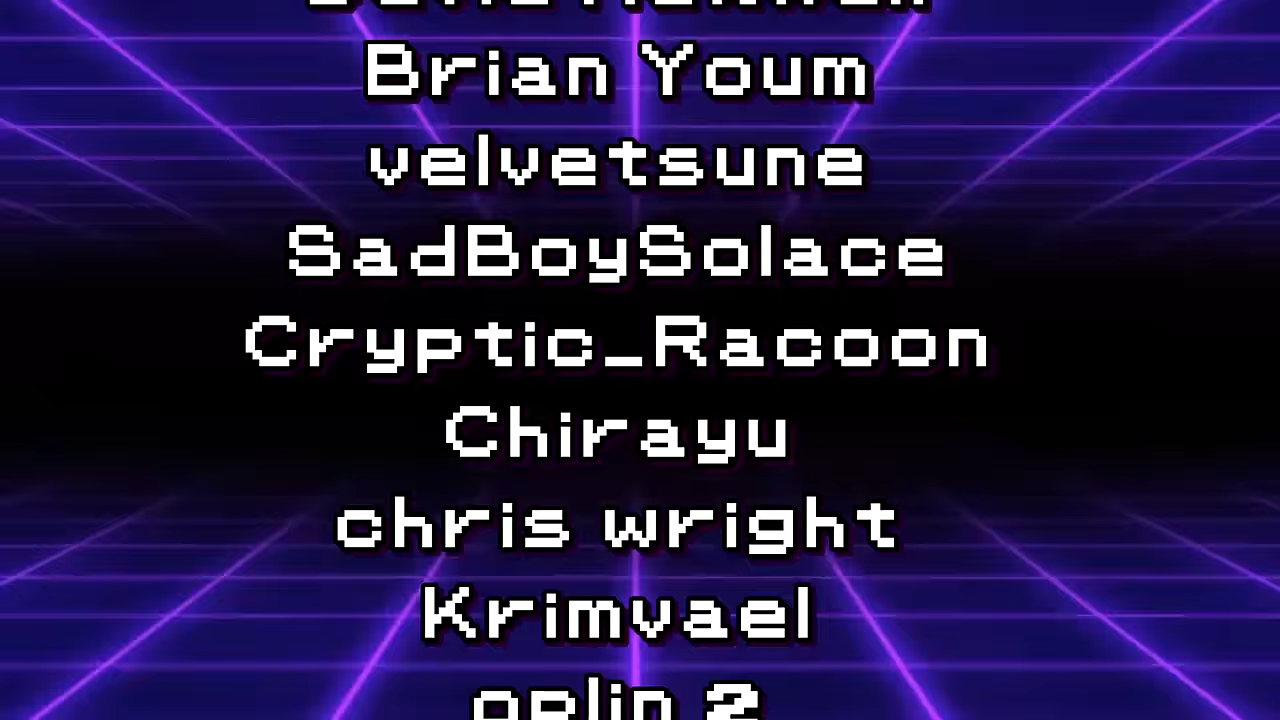 Brian Youm
velvetsune
SadBoySolace
Cryptic_Racoon
Chirayu
chris wright
Krimvael